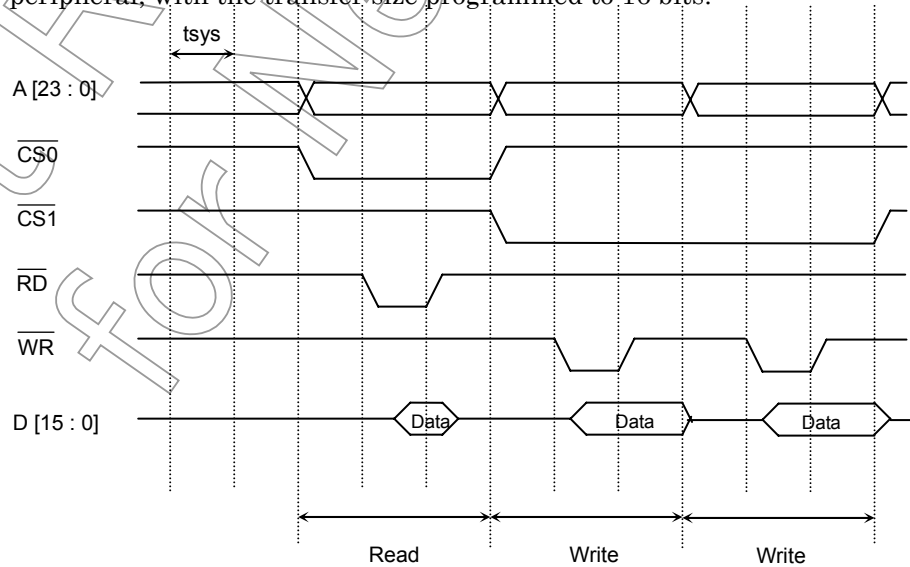 peripheral, with the transfer size programmed to 16 bits.
tsys
A [23 : 0]
CS0
CS1
RD
WR
D [15 : 0]
Data
Data
Data
Read
Write
Write